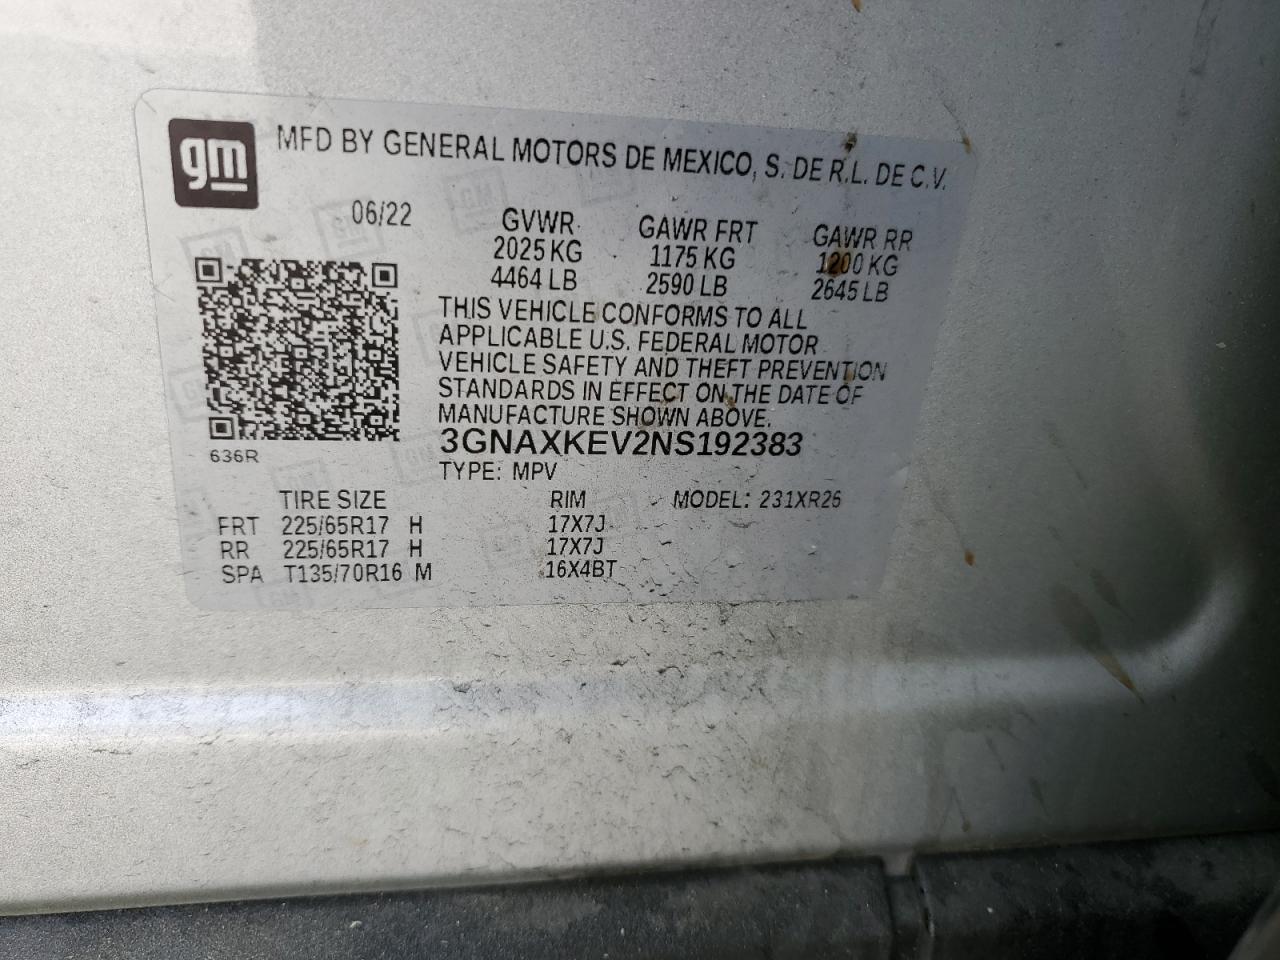 gm MFD BY GENERAL MOTORS DE MEXICO, S. DE R.L. DE C.V.
06/22 GVWR GAWR FRT GAWR RR
2025 KG 1175 KG 1200 KG
4464 LB 2590 LB 2645 LB
THIS VEHICLE CONFORMS TO ALL
APPLICABLE U.S. FEDERAL MOTOR
VEHICLE SAFETY AND THEFT PREVENTION
STANDARDS IN EFFECT ON THE DATE OF
MANUFACTURE SHOWN ABOVE.
3GNAXKEV2NS192383
636R TYPE: MPV
TIRE SIZE RIM MODEL: 231XR26
FRT 225/65R17 H 17X7J
RR 225/65R17 H 17X7J
SPA T135/70R16 M 16X4BT